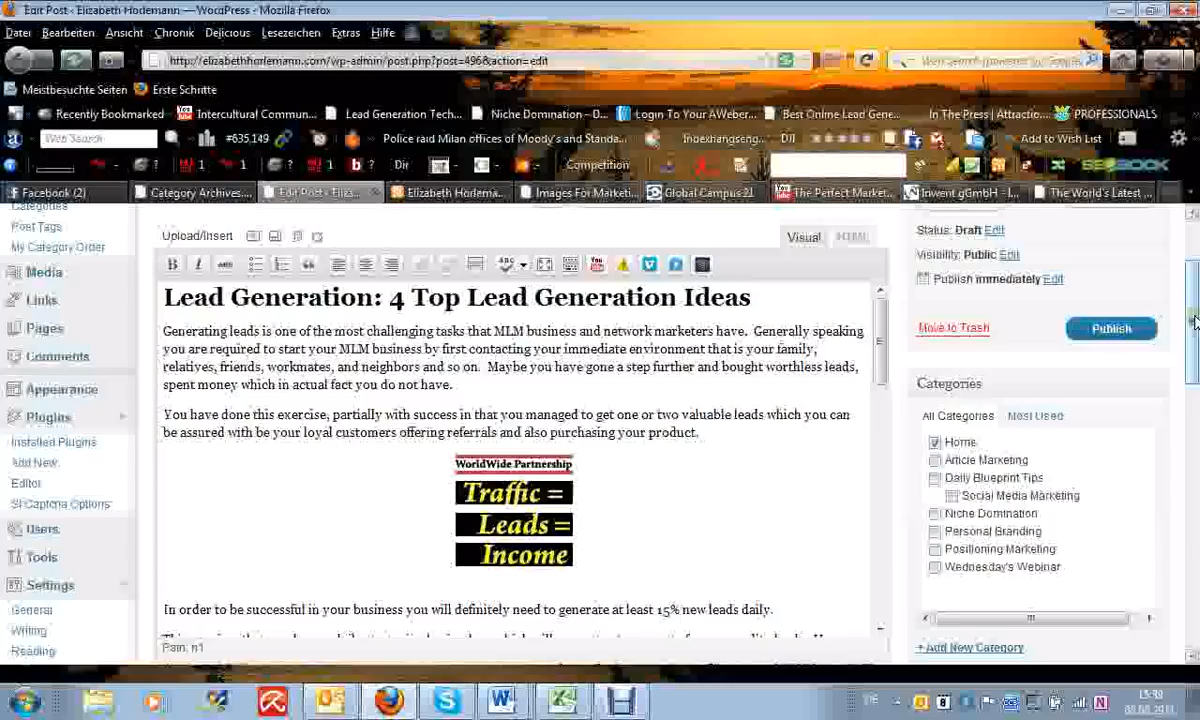 Edit Post ‹ Elizabeth Horlemann — WordPress - Mozilla Firefox
Datei Bearbeiten Ansicht Chronik Delicious Lesezeichen Extras Hilfe
http://elizabethhorlemann.com/wp-admin/post.php?post=496&action=edit
Meistbesuchte Seiten Erste Schritte
Recently Bookmarked Intercultural Commun... Lead Generation Tech... Niche Domination – D... Login To Your AWeber... Best Online Lead Gene... In The Press | Attractio... PROFESSIONALS
Web Search #635,149 Police raid Milan offices of Moody's and Standa... Add to Wish List
Dir Competition
Facebook (2) Category Archives... Edit Post ‹ Eliza... Elizabeth Horlema... Images For Marketi... Global Campus 21 The Perfect Market... Inwent gGmbH - I... The World's Latest ...
Categories
Post Tags
My Category Order
Media
Links
Pages
Comments
Appearance
Plugins
Installed Plugins
Add New
Editor
SI Captcha Options
Users
Tools
Settings
General
Writing
Reading
Upload/Insert
Visual HTML
Lead Generation: 4 Top Lead Generation Ideas
Generating leads is one of the most challenging tasks that MLM business and network marketers have. Generally speaking
you are required to start your MLM business by first contacting your immediate environment that is your family,
relatives, friends, workmates, and neighbors and so on. Maybe you have gone a step further and bought worthless leads,
spent money which in actual fact you do not have.
You have done this exercise, partially with success in that you managed to get one or two valuable leads which you can
be assured with be your loyal customers offering referrals and also purchasing your product.
WorldWide Partnership
Traffic =
Leads =
Income
In order to be successful in your business you will definitely need to generate at least 15% new leads daily.
Path: h1
Status: Draft Edit
Visibility: Public Edit
Publish immediately Edit
Move to Trash Publish
Categories
All Categories Most Used
Home
Article Marketing
Daily Blueprint Tips
Social Media Marketing
Niche Domination
Personal Branding
Positioning Marketing
Wednesday's Webinar
+ Add New Category
DE